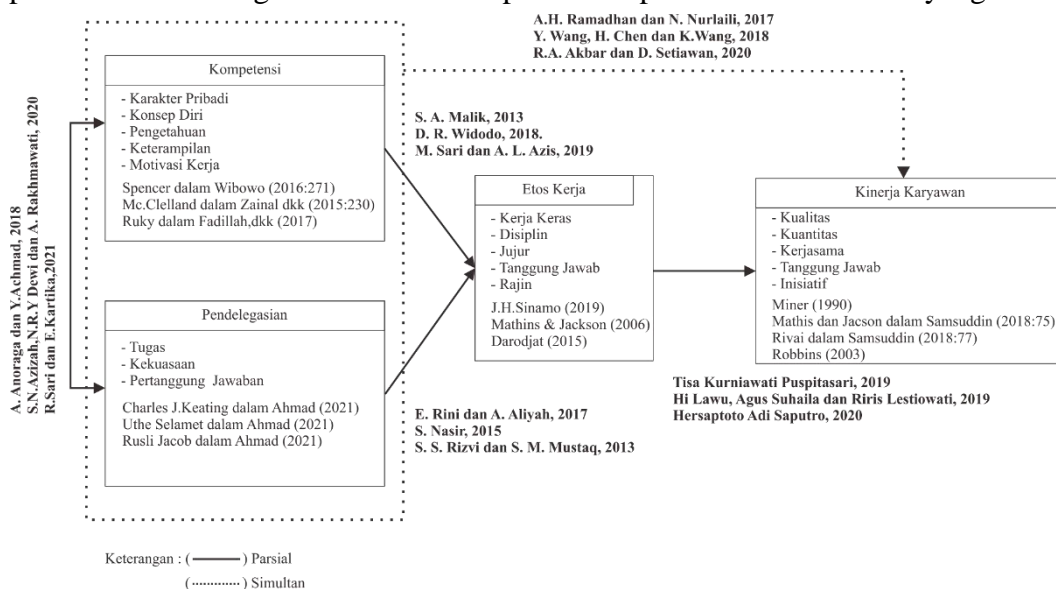 A.H. Ramadhan dan N. Nurlaili, 2017
Y. Wang, H. Chen dan K.Wang, 2018
R.A. Akbar dan D. Setiawan, 2020
A. Anoraga dan Y.Achmad, 2018
S.N.Azizah,N.R.Y Dewi dan A. Rakhmawati, 2020
R.Sari dan E.Kartika,2021
Kompetensi
- Karakter Pribadi
- Konsep Diri
- Pengetahuan
- Keterampilan
- Motivasi Kerja
Spencer dalam Wibowo (2016:271)
Mc.Clelland dalam Zainal dkk (2015:230)
Ruky dalam Fadillah,dkk (2017)
S. A. Malik, 2013
D. R. Widodo, 2018.
M. Sari dan A. L. Azis, 2019
Etos Kerja
- Kerja Keras
- Disiplin
- Jujur
- Tanggung Jawab
- Rajin
J.H.Sinamo (2019)
Mathins & Jackson (2006)
Darodjat (2015)
Kinerja Karyawan
- Kualitas
- Kuantitas
- Kerjasama
- Tanggung Jawab
- Inisiatif
Miner (1990)
Mathis dan Jacson dalam Samsuddin (2018:75)
Rivai dalam Samsuddin (2018:77)
Robbins (2003)
Pendelegasian
- Tugas
- Kekuasaan
- Pertanggung Jawaban
Charles J.Keating dalam Ahmad (2021)
Uthe Selamet dalam Ahmad (2021)
Rusli Jacob dalam Ahmad (2021)
E. Rini dan A. Aliyah, 2017
S. Nasir, 2015
S. S. Rizvi dan S. M. Mustaq, 2013
Tisa Kurniawati Puspitasari, 2019
Hi Lawu, Agus Suhaila dan Riris Lestiowati, 2019
Hersaptoto Adi Saputro, 2020
Keterangan : ( ) Parsial
( ) Simultan